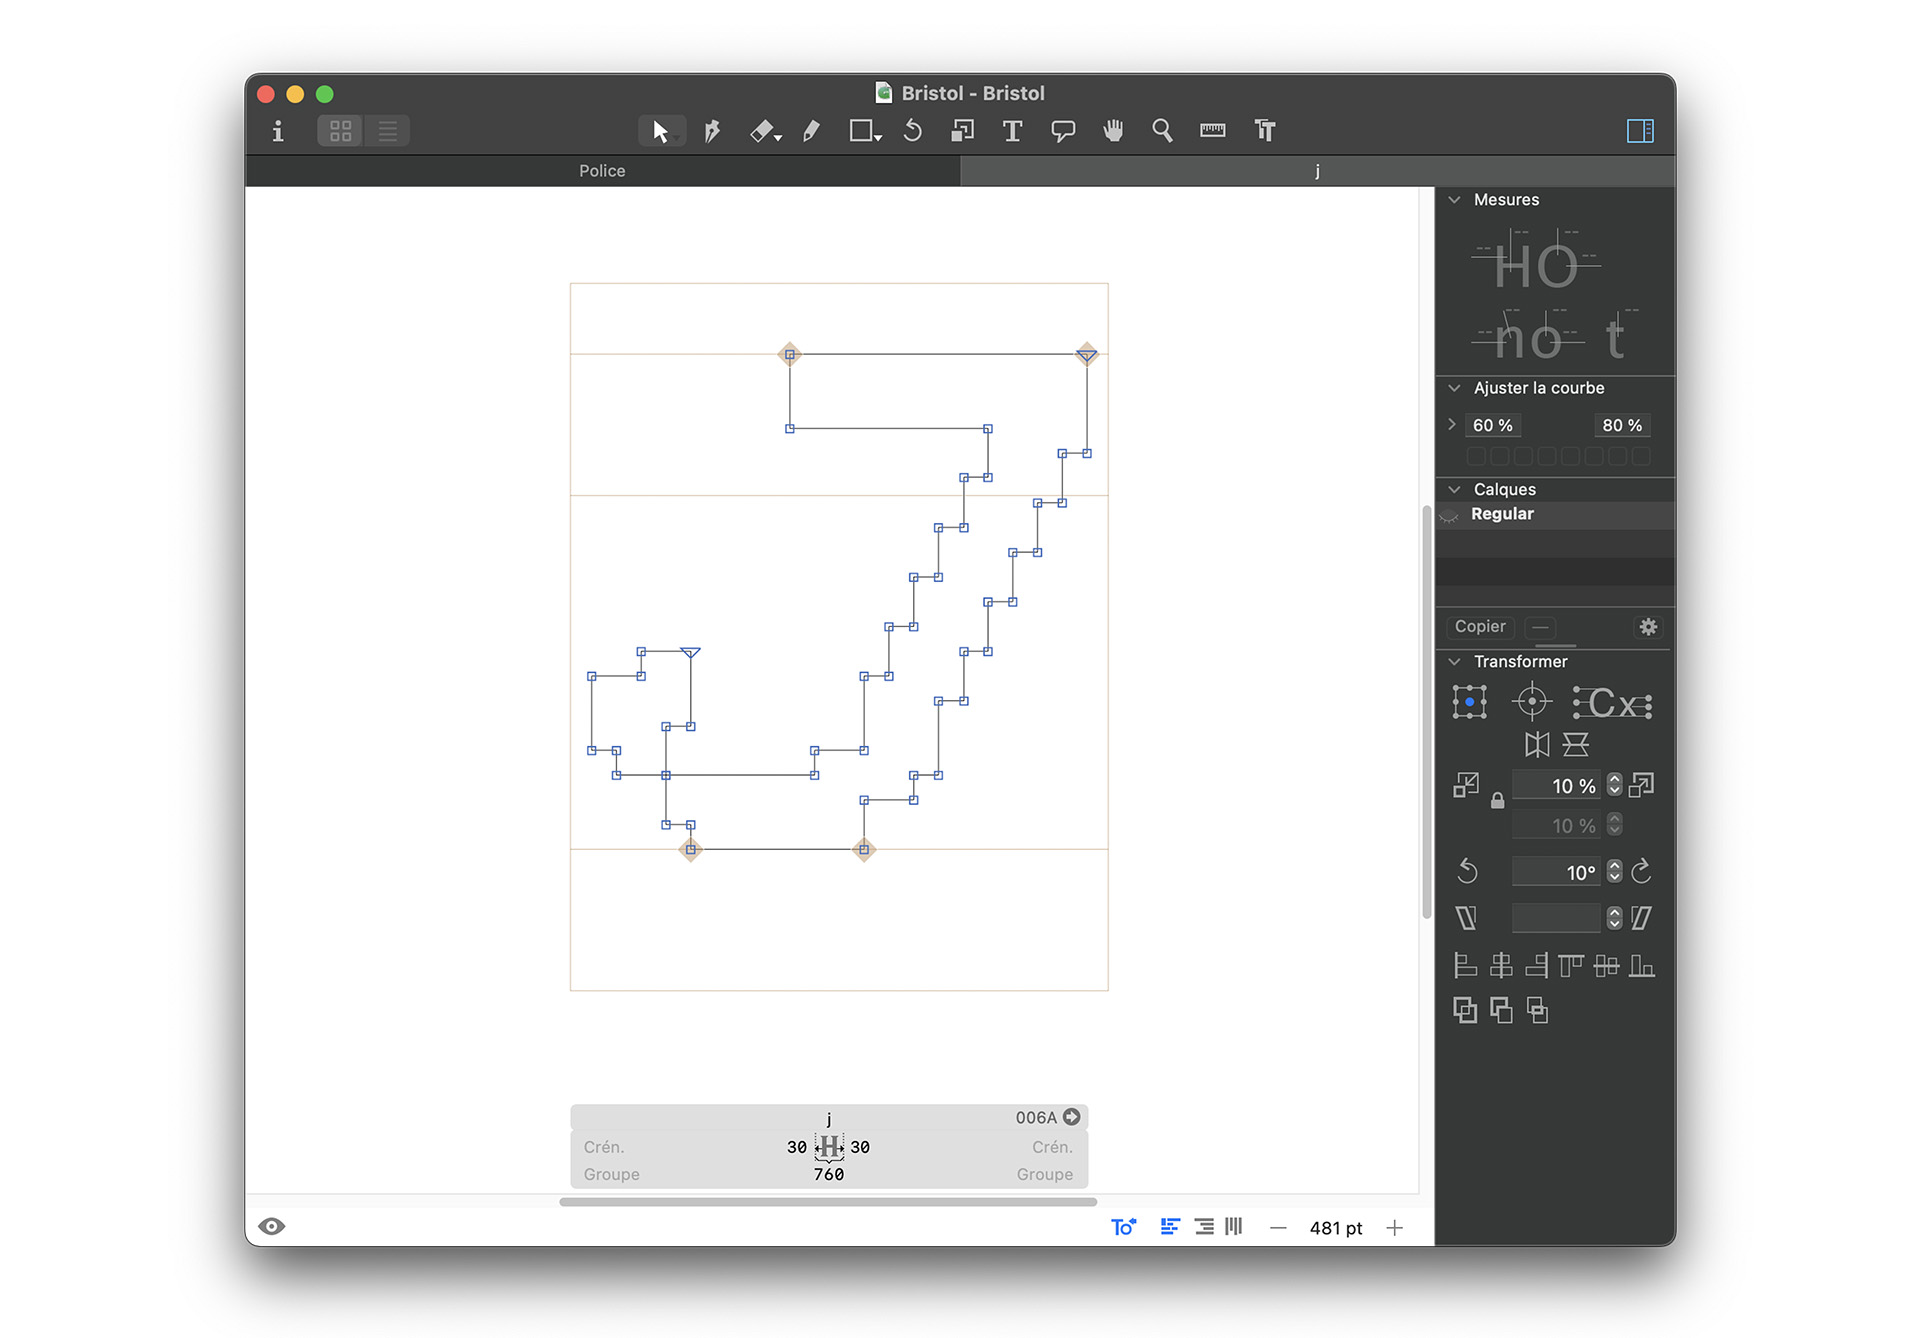 Bristol - Bristol
Police
j
Mesures
HO
no t
Ajuster la courbe
60 %
80 %
Calques
Regular
Copier
Transformer
Cx
10 %
10 %
10°
j
006A
Crén.
30 H 30
Crén.
Groupe
760
Groupe
481 pt